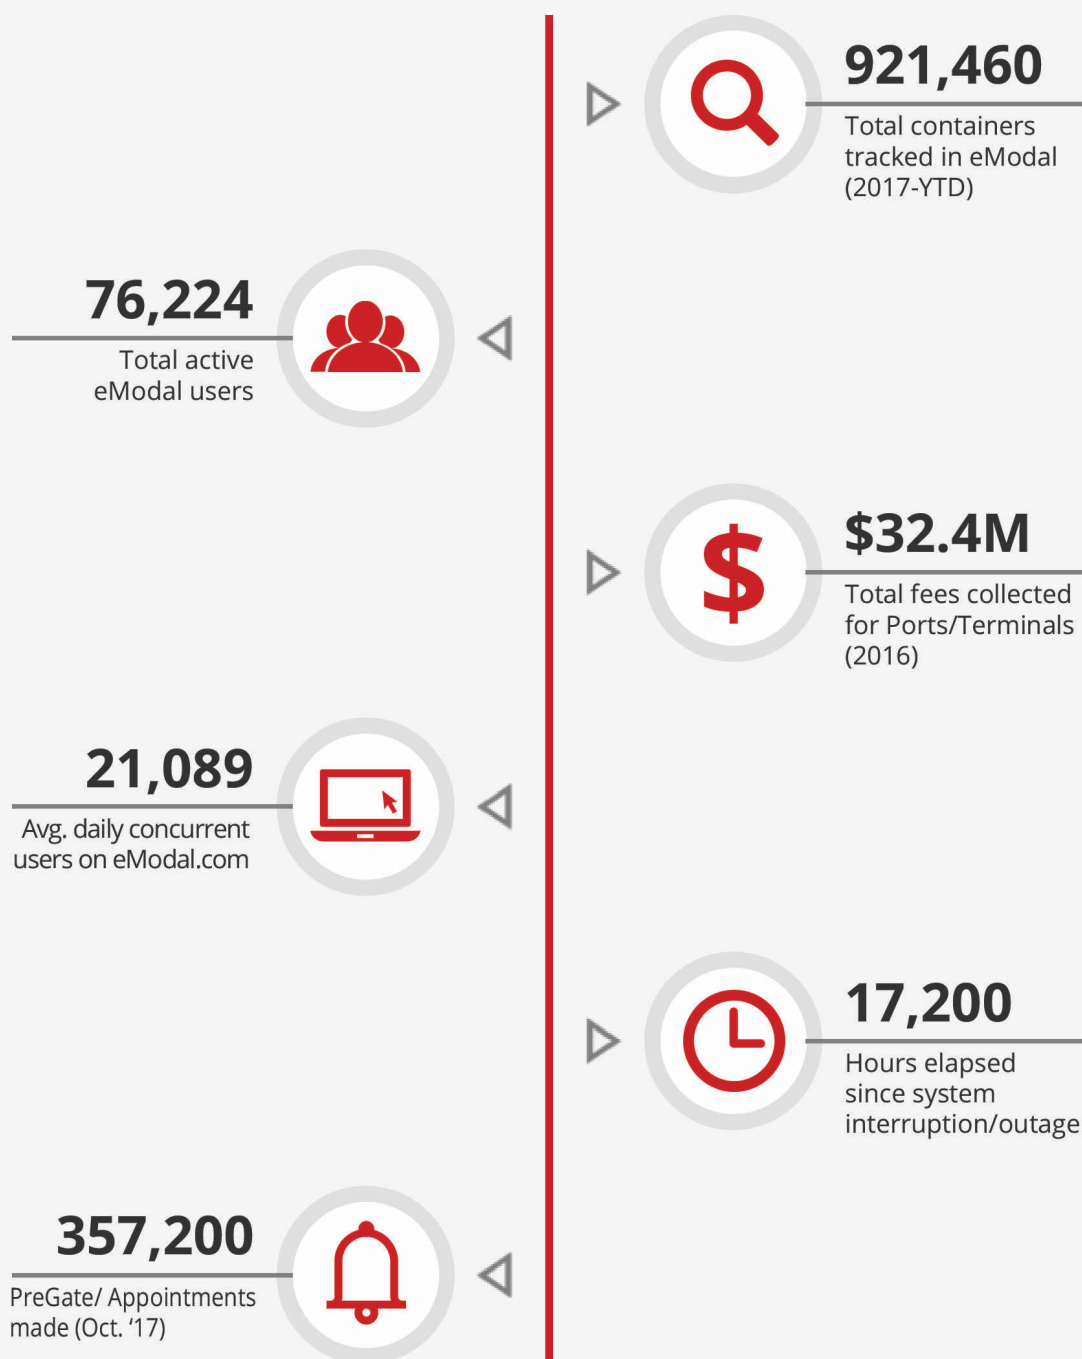 921,460
Total containers
tracked in eModal
(2017-YTD)
76,224
Total active
eModal users
$32.4M
Total fees collected
for Ports/Terminals
(2016)
21,089
Avg. daily concurrent
users on eModal.com
17,200
Hours elapsed
since system
interruption/outage
357,200
PreGate/ Appointments
made (Oct. ‘17)